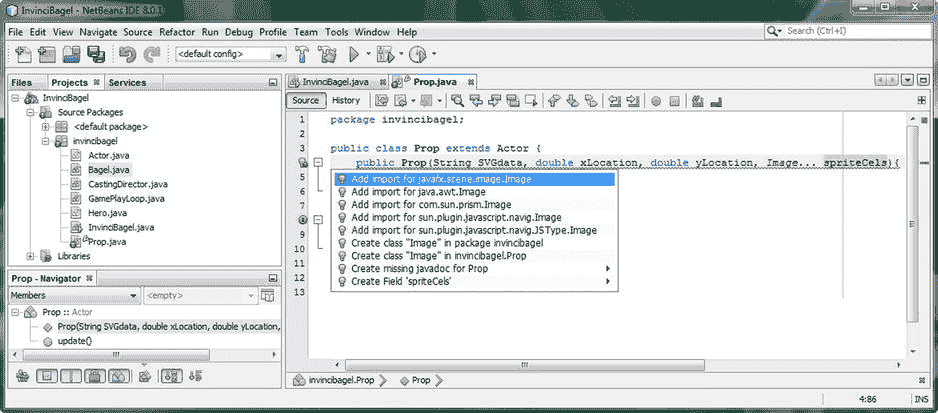 InvinciBagel - NetBeans IDE 8.0.1
File Edit View Navigate Source Refactor Run Debug Profile Team Tools Window Help
Search (Ctrl+I)
<default config>
Files Projects Services
InvinciBagel
Source Packages
<default package>
invincibagel
Actor.java
Bagel.java
CastingDirector.java
GamePlayLoop.java
Hero.java
InvinciBagel.java
Prop.java
Libraries
Prop - Navigator
Members <empty>
Prop :: Actor
Prop(String SVGdata, double xLocation, double yLocation,
update()
InvinciBagel.java Prop.java
Source History
1 package invincibagel;
2
3 public class Prop extends Actor {
public Prop(String SVGdata, double xLocation, double yLocation, Image... spriteCels){
5 Add import for javafx.scene.image.Image
6 Add import for java.awt.Image
7 Add import for com.sun.prism.Image
Add import for sun.plugin.javascript.navig.Image
9 Add import for sun.plugin.javascript.navig.JSType.Image
10 Create class "Image" in package invincibagel
11 Create class "Image" in invincibagel.Prop
12 Create missing javadoc for Prop
13 Create Field 'spriteCels'
invincibagel.Prop Prop
4:86 INS